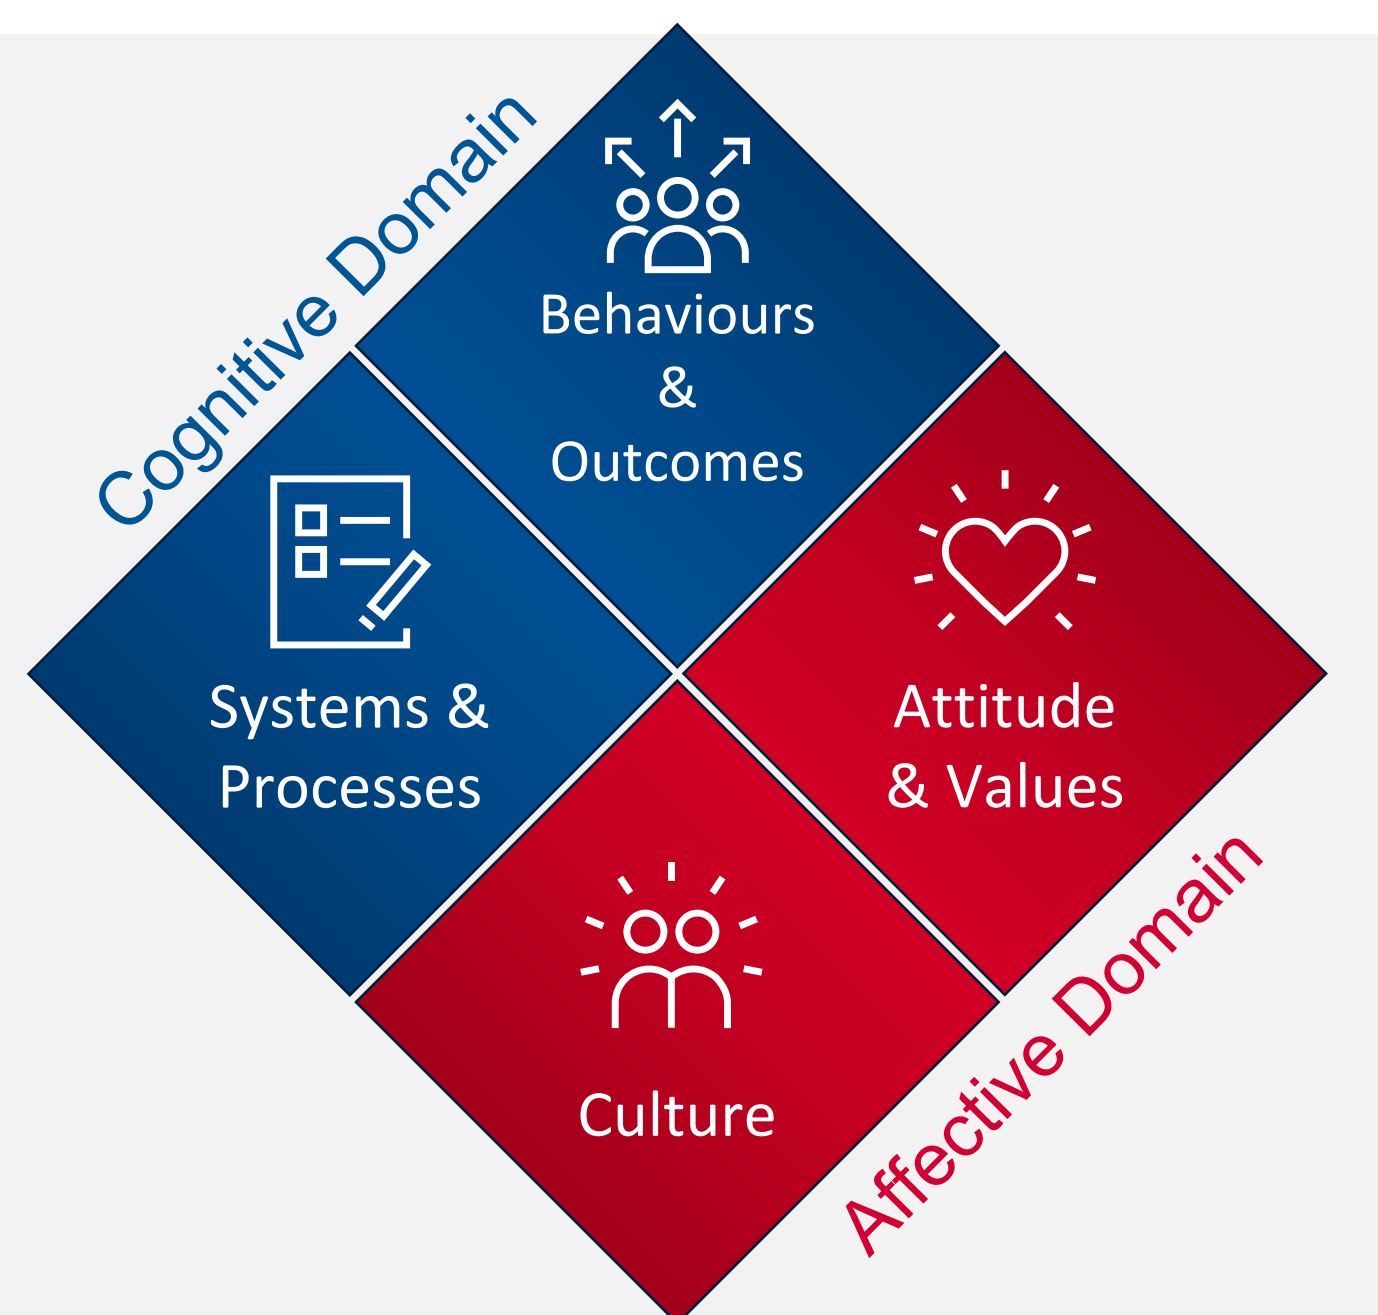 Cognitive Domain
Behaviours
&
Outcomes
Systems &
Processes
Attitude
& Values
Culture
Affective Domain